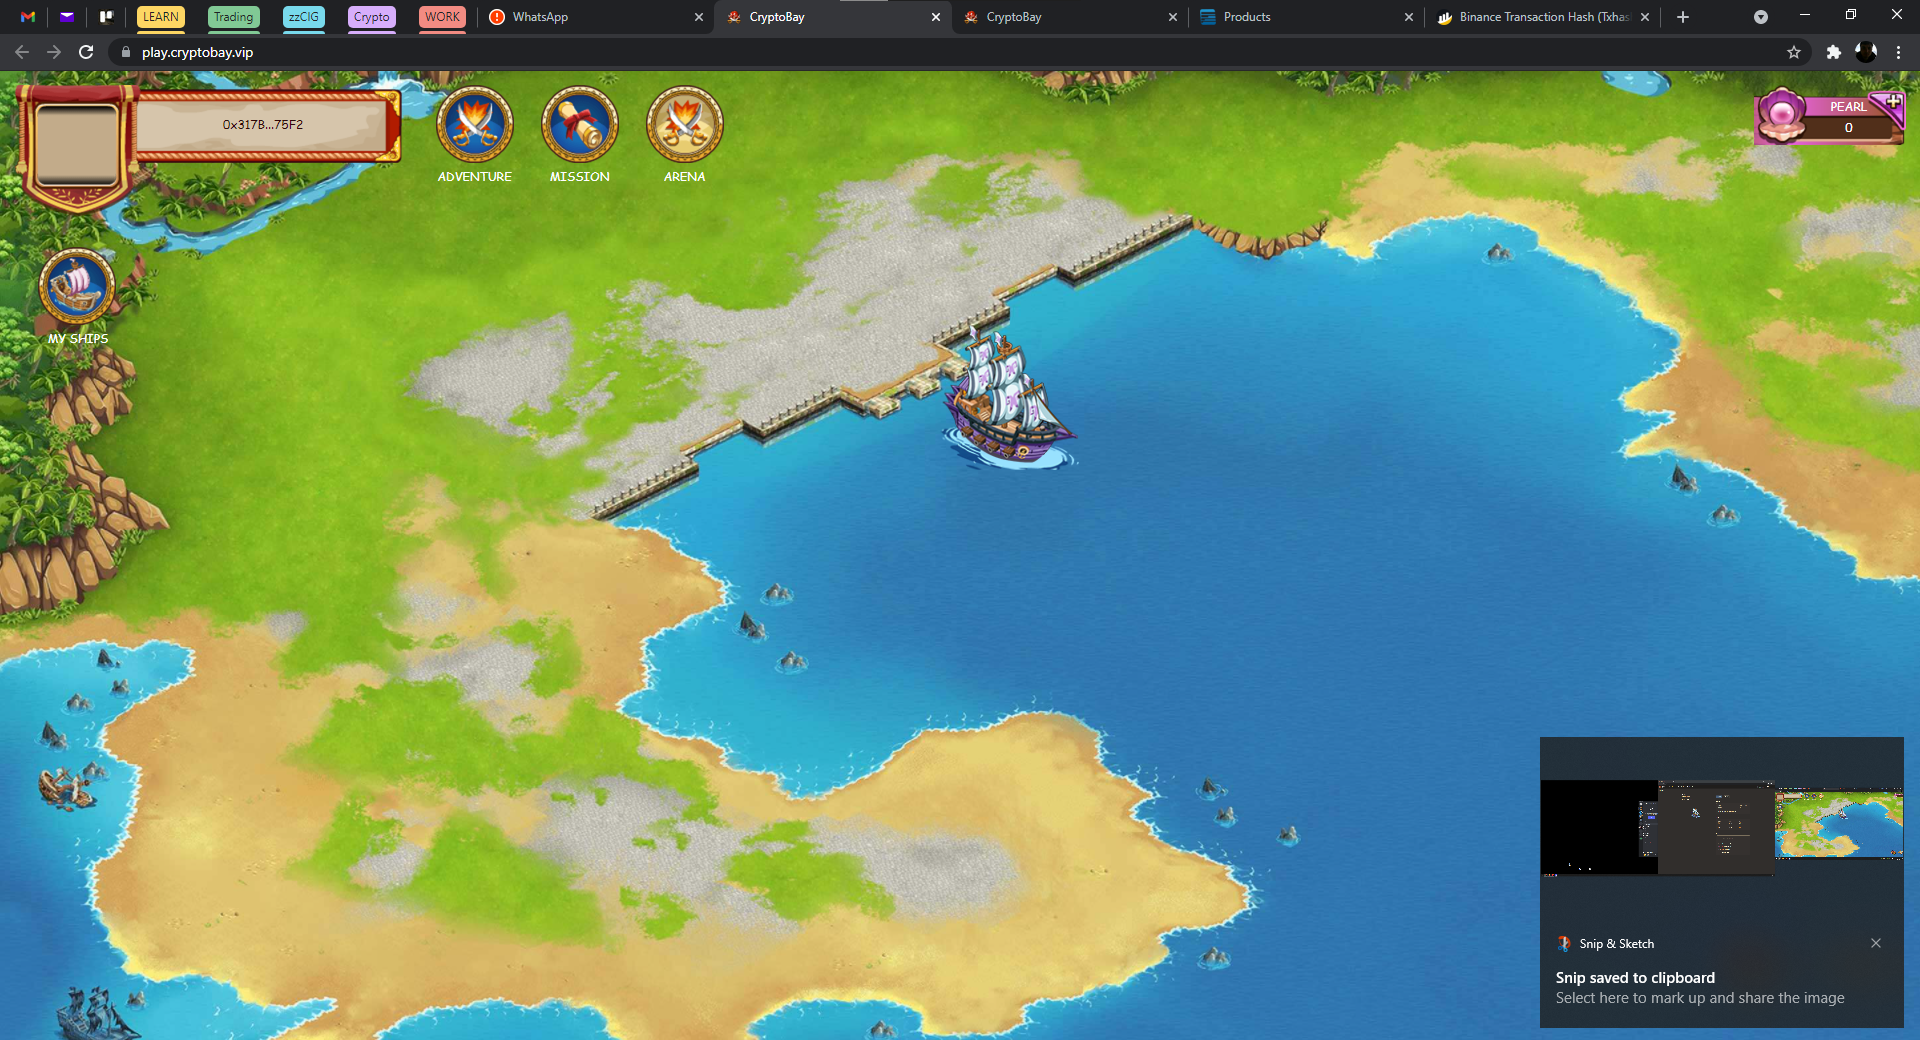 LEARN
Trading
zzCIG
Crypto
WORK
WhatsApp
CryptoBay
CryptoBay
Products
Binance Transaction Hash (Txhas
play.cryptobay.vip
0x317B...75F2
ADVENTURE
MISSION
ARENA
PEARL
0
MY SHIPS
Snip & Sketch
Snip saved to clipboard
Select here to mark up and share the image